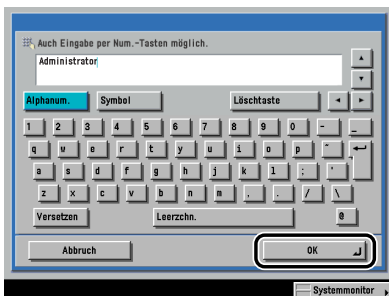 Auch Eingabe per Num.-Tasten möglich.
Administrator
Alphanum. Symbol Löschtaste
1 2 3 4 5 6 7 8 9 0 - _
q w e r t y u i o p ~
a s d f g h j k l ; '
z x c v b n m , . / \
Versetzen Leerzchn. @
Abbruch OK
Systemmonitor